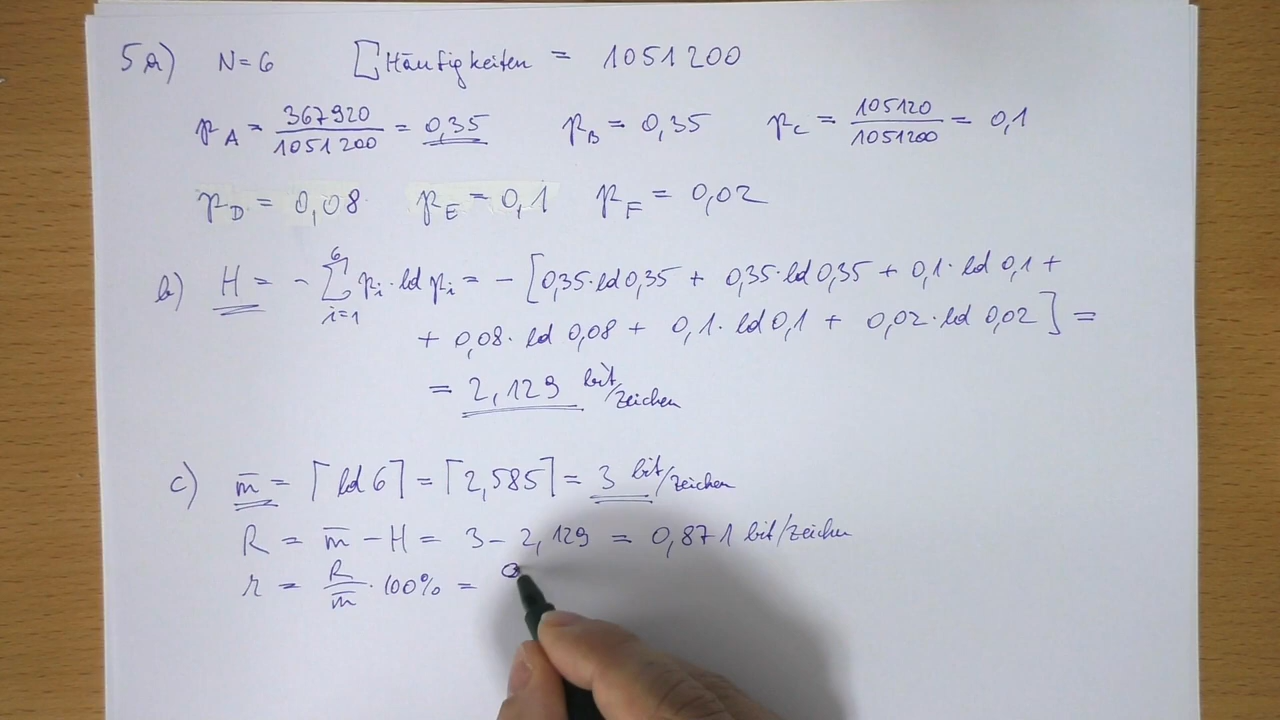 5a) N=6 ∑Häufigkeiten = 1051200
p_A = 367920/1051200 = 0,35 p_B = 0,35 p_C = 105120/1051200 = 0,1
p_D = 0,08 p_E = 0,1 p_F = 0,02
b) H = - ∑_{i=1}^{6} p_i · ld p_i = - [0,35·ld 0,35 + 0,35·ld 0,35 + 0,1·ld 0,1 +
+ 0,08·ld 0,08 + 0,1·ld 0,1 + 0,02·ld 0,02] =
= 2,129 bit/Zeichen
c) m̅ = ⌈ld 6⌉ = ⌈2,585⌉ = 3 bit/Zeichen
R = m̅ - H = 3 - 2,129 = 0,871 bit/Zeichen
r = R/m̅ · 100% = 0